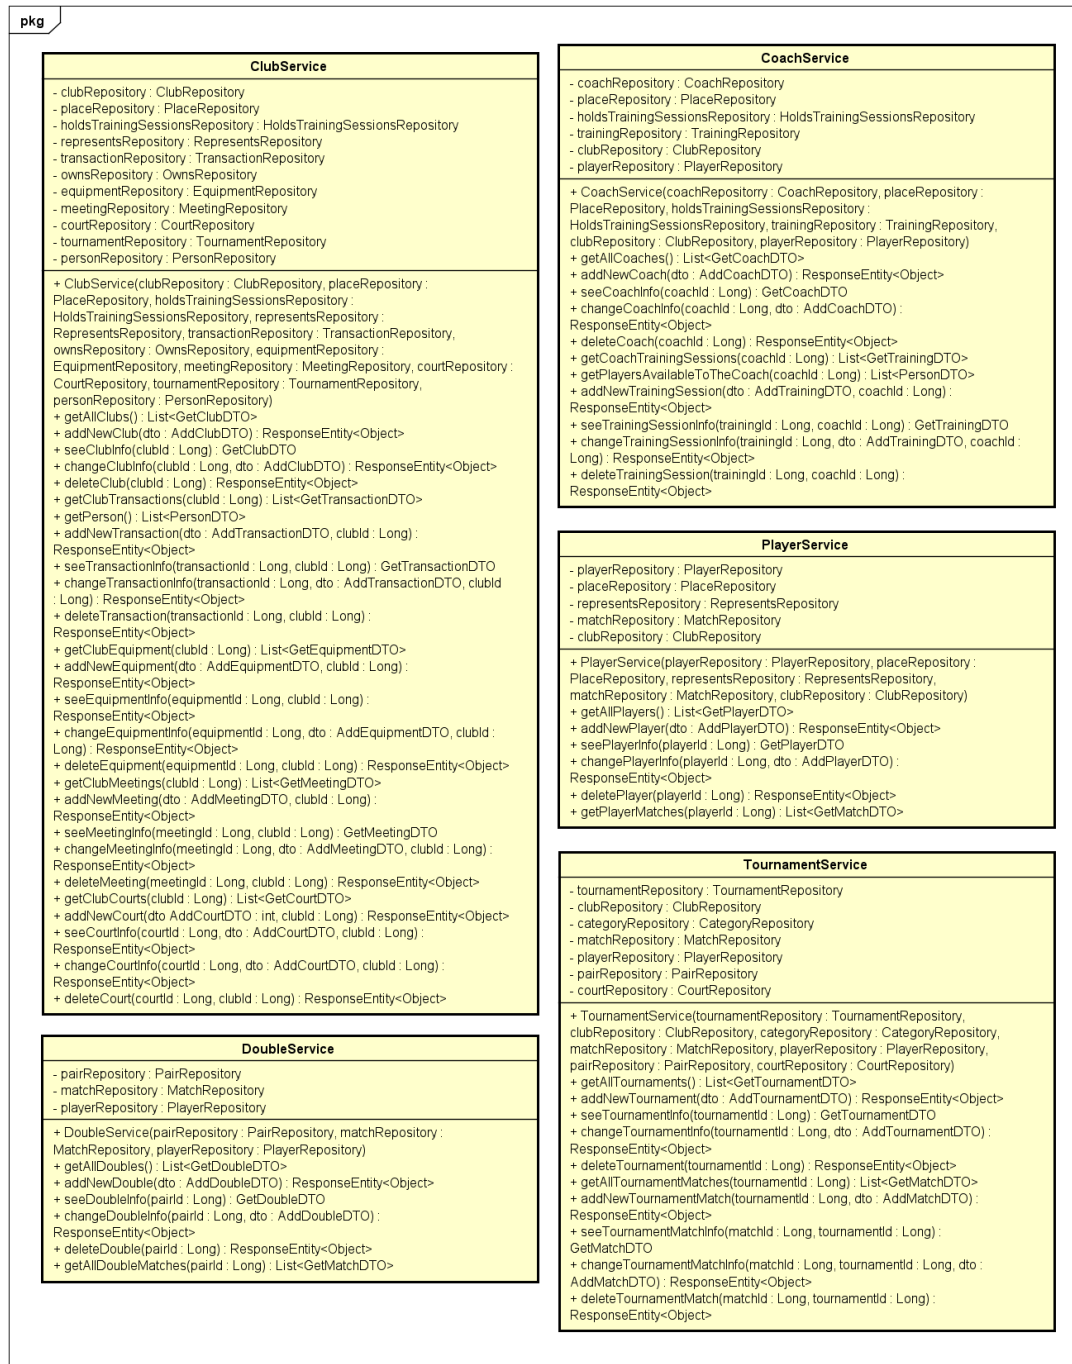 pkg
ClubService
- clubRepository : ClubRepository
- placeRepository : PlaceRepository
- holdsTrainingSessionsRepository : HoldsTrainingSessionsRepository
- representsRepository : RepresentsRepository
- transactionRepository : TransactionRepository
- ownsRepository : OwnsRepository
- equipmentRepository : EquipmentRepository
- meetingRepository : MeetingRepository
- courtRepository : CourtRepository
- tournamentRepository : TournamentRepository
- personRepository : PersonRepository
+ ClubService(clubRepository : ClubRepository, placeRepository :
PlaceRepository, holdsTrainingSessionsRepository :
HoldsTrainingSessionsRepository, representsRepository :
RepresentsRepository, transactionRepository : TransactionRepository,
ownsRepository : OwnsRepository, equipmentRepository :
EquipmentRepository, meetingRepository : MeetingRepository, courtRepository :
CourtRepository, tournamentRepository : TournamentRepository,
personRepository : PersonRepository)
+ getAllClubs() : List<GetClubDTO>
+ addNewClub(dto : AddClubDTO) : ResponseEntity<Object>
+ seeClubInfo(clubId : Long) : GetClubDTO
+ changeClubInfo(clubId : Long, dto : AddClubDTO) : ResponseEntity<Object>
+ deleteClub(clubId : Long) : ResponseEntity<Object>
+ getClubTransactions(clubId : Long) : List<GetTransactionDTO>
+ getPerson() : List<PersonDTO>
+ addNewTransaction(dto : AddTransactionDTO, clubId : Long) :
ResponseEntity<Object>
+ seeTransactionInfo(transactionId : Long, clubId : Long) : GetTransactionDTO
+ changeTransactionInfo(transactionId : Long, dto : AddTransactionDTO, clubId
: Long) : ResponseEntity<Object>
+ deleteTransaction(transactionId : Long, clubId : Long) :
ResponseEntity<Object>
+ getClubEquipment(clubId : Long) : List<GetEquipmentDTO>
+ addNewEquipment(dto : AddEquipmentDTO, clubId : Long) :
ResponseEntity<Object>
+ seeEquipmentInfo(equipmentId : Long, clubId : Long) :
ResponseEntity<Object>
+ changeEquipmentInfo(equipmentId : Long, dto : AddEquipmentDTO, clubId :
Long) : ResponseEntity<Object>
+ deleteEquipment(equipmentId : Long, clubId : Long) : ResponseEntity<Object>
+ getClubMeetings(clubId : Long) : List<GetMeetingDTO>
+ addNewMeeting(dto : AddMeetingDTO, clubId : Long) :
ResponseEntity<Object>
+ seeMeetingInfo(meetingId : Long, clubId : Long) : GetMeetingDTO
+ changeMeetingInfo(meetingId : Long, dto : AddMeetingDTO, clubId : Long) :
ResponseEntity<Object>
+ deleteMeeting(meetingId : Long, clubId : Long) : ResponseEntity<Object>
+ getClubCourts(clubId : Long) : List<GetCourtDTO>
+ addNewCourt(dto AddCourtDTO : int, clubId : Long) : ResponseEntity<Object>
+ seeCourtInfo(courtId : Long, dto : AddCourtDTO, clubId : Long) :
ResponseEntity<Object>
+ changeCourtInfo(courtId : Long, dto : AddCourtDTO, clubId : Long) :
ResponseEntity<Object>
+ deleteCourt(courtId : Long, clubId : Long) : ResponseEntity<Object>
DoubleService
- pairRepository : PairRepository
- matchRepository : MatchRepository
- playerRepository : PlayerRepository
+ DoubleService(pairRepository : PairRepository, matchRepository :
MatchRepository, playerRepository : PlayerRepository)
+ getAllDoubles() : List<GetDoubleDTO>
+ addNewDouble(dto : AddDoubleDTO) : ResponseEntity<Object>
+ seeDoubleInfo(pairId : Long) : GetDoubleDTO
+ changeDoubleInfo(pairId : Long, dto : AddDoubleDTO) :
ResponseEntity<Object>
+ deleteDouble(pairId : Long) : ResponseEntity<Object>
+ getAllDoubleMatches(pairId : Long) : List<GetMatchDTO>
CoachService
- coachRepository : CoachRepository
- placeRepository : PlaceRepository
- holdsTrainingSessionsRepository : HoldsTrainingSessionsRepository
- trainingRepository : TrainingRepository
- clubRepository : ClubRepository
- playerRepository : PlayerRepository
+ CoachService(coachRepository : CoachRepository, placeRepository :
PlaceRepository, holdsTrainingSessionsRepository :
HoldsTrainingSessionsRepository, trainingRepository : TrainingRepository,
clubRepository : ClubRepository, playerRepository : PlayerRepository)
+ getAllCoaches() : List<GetCoachDTO>
+ addNewCoach(dto : AddCoachDTO) : ResponseEntity<Object>
+ seeCoachInfo(coachId : Long) : GetCoachDTO
+ changeCoachInfo(coachId : Long, dto : AddCoachDTO) :
ResponseEntity<Object>
+ deleteCoach(coachId : Long) : ResponseEntity<Object>
+ getCoachTrainingSessions(coachId : Long) : List<GetTrainingDTO>
+ getPlayersAvailableToTheCoach(coachId : Long) : List<PersonDTO>
+ addNewTrainingSession(dto : AddTrainingDTO, coachId : Long) :
ResponseEntity<Object>
+ seeTrainingSessionInfo(trainingId : Long, coachId : Long) : GetTrainingDTO
+ changeTrainingSessionInfo(trainingId : Long, dto : AddTrainingDTO, coachId :
Long) : ResponseEntity<Object>
+ deleteTrainingSession(trainingId : Long, coachId : Long) :
ResponseEntity<Object>
PlayerService
- playerRepository : PlayerRepository
- placeRepository : PlaceRepository
- representsRepository : RepresentsRepository
- matchRepository : MatchRepository
- clubRepository : ClubRepository
+ PlayerService(playerRepository : PlayerRepository, placeRepository :
PlaceRepository, representsRepository : RepresentsRepository,
matchRepository : MatchRepository, clubRepository : ClubRepository)
+ getAllPlayers() : List<GetPlayerDTO>
+ addNewPlayer(dto : AddPlayerDTO) : ResponseEntity<Object>
+ seePlayerInfo(playerId : Long) : GetPlayerDTO
+ changePlayerInfo(playerId : Long, dto : AddPlayerDTO) :
ResponseEntity<Object>
+ deletePlayer(playerId : Long) : ResponseEntity<Object>
+ getPlayerMatches(playerId : Long) : List<GetMatchDTO>
TournamentService
- tournamentRepository : TournamentRepository
- clubRepository : ClubRepository
- categoryRepository : CategoryRepository
- matchRepository : MatchRepository
- playerRepository : PlayerRepository
- pairRepository : PairRepository
- courtRepository : CourtRepository
+ TournamentService(tournamentRepository : TournamentRepository,
clubRepository : ClubRepository, categoryRepository : CategoryRepository,
matchRepository : MatchRepository, playerRepository : PlayerRepository,
pairRepository : PairRepository, courtRepository : CourtRepository)
+ getAllTournaments() : List<GetTournamentDTO>
+ addNewTournament(dto : AddTournamentDTO) : ResponseEntity<Object>
+ seeTournamentInfo(tournamentId : Long) : GetTournamentDTO
+ changeTournamentInfo(tournamentId : Long, dto : AddTournamentDTO) :
ResponseEntity<Object>
+ deleteTournament(tournamentId : Long) : ResponseEntity<Object>
+ getAllTournamentMatches(tournamentId : Long) : List<GetMatchDTO>
+ addNewTournamentMatch(tournamentId : Long, dto : AddMatchDTO) :
ResponseEntity<Object>
+ seeTournamentMatchInfo(matchId : Long, tournamentId : Long) :
GetMatchDTO
+ changeTournamentMatchInfo(matchId : Long, tournamentId : Long, dto :
AddMatchDTO) : ResponseEntity<Object>
+ deleteTournamentMatch(matchId : Long, tournamentId : Long) :
ResponseEntity<Object>